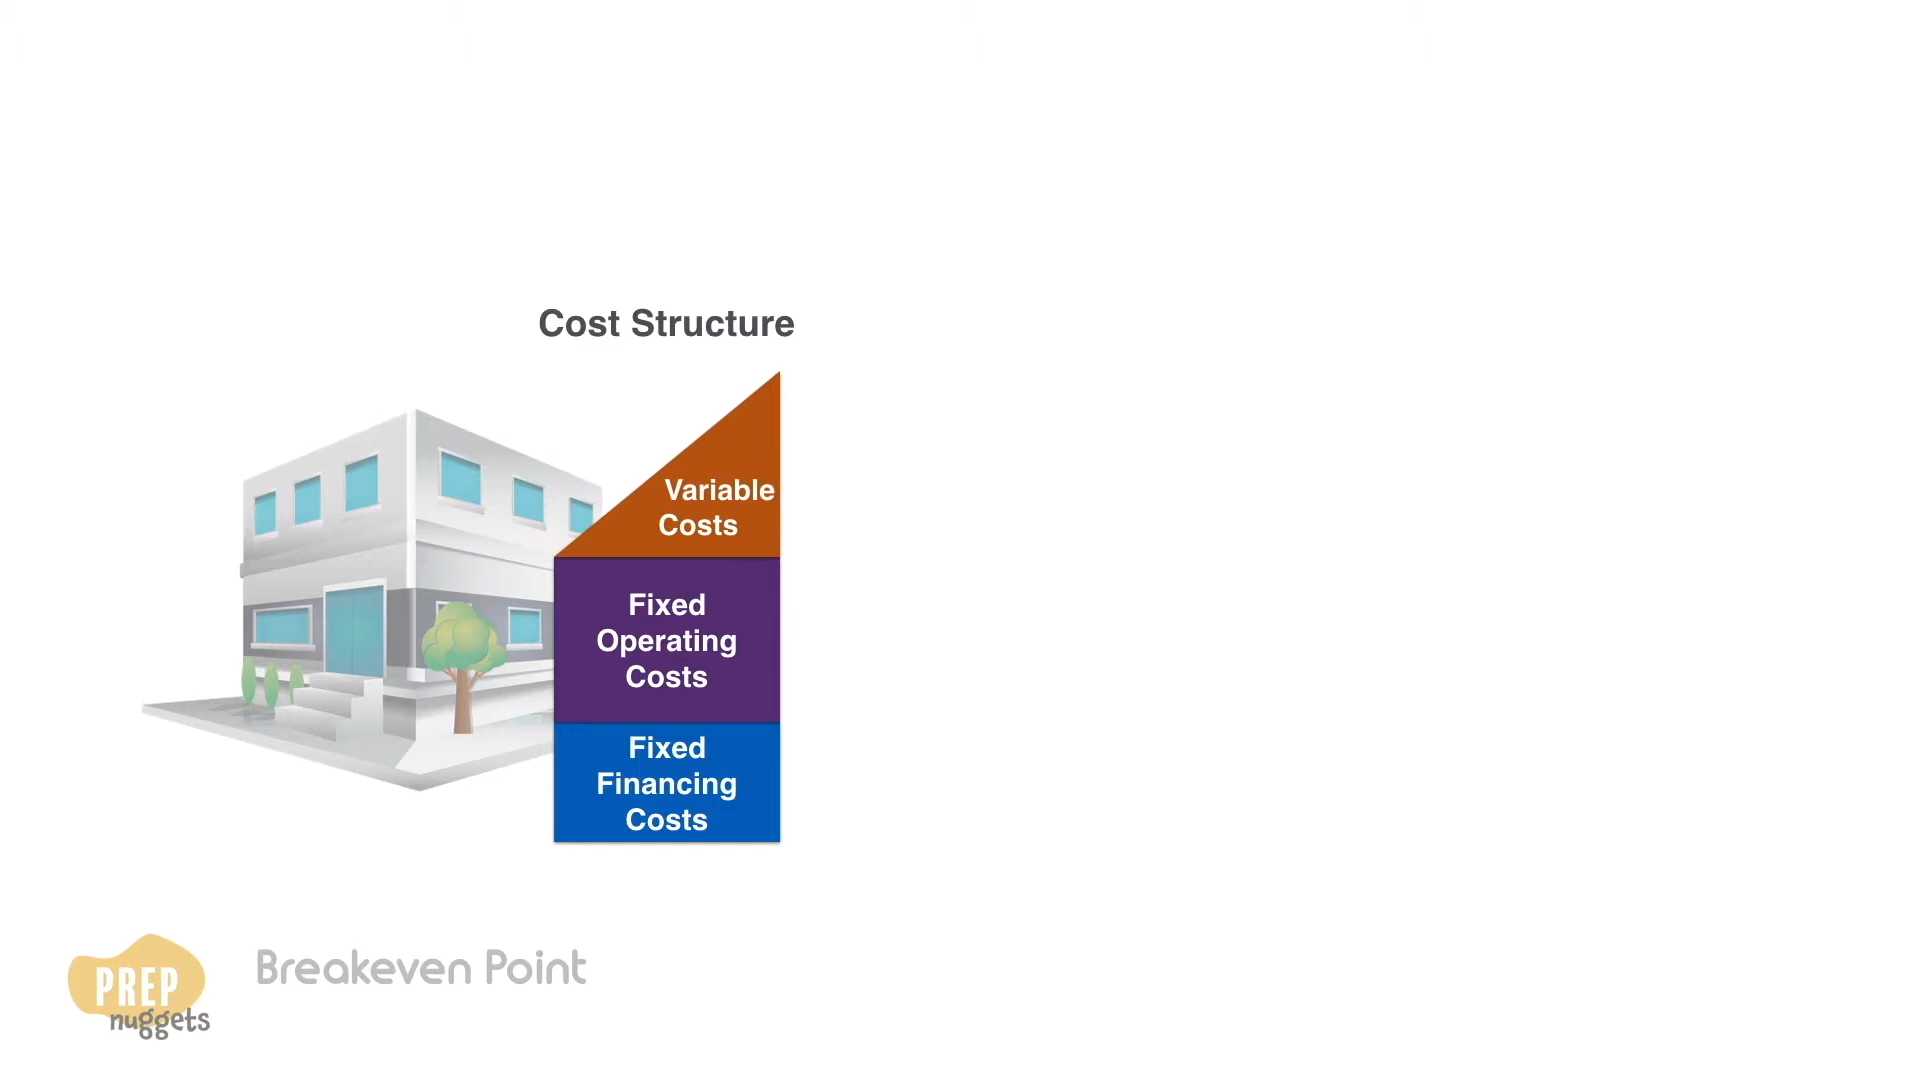 Cost Structure
Variable
Costs
Fixed
Operating
Costs
Fixed
Financing
Costs
PREP
nuggets
Breakeven Point